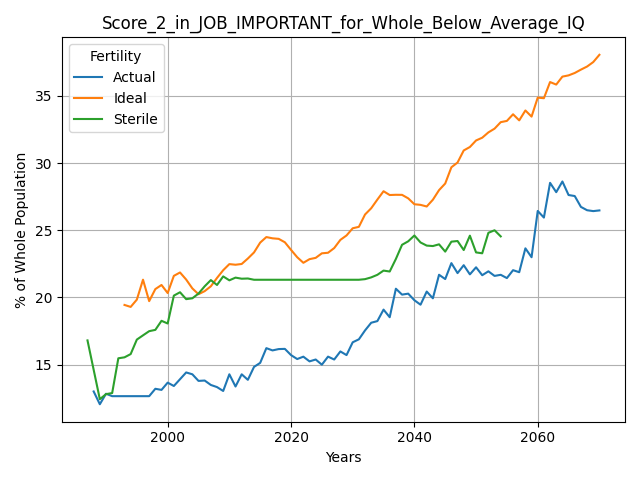 Score_2_in_JOB_IMPORTANT_for_Whole_Below_Average_IQ
Fertility
Actual
Ideal
Sterile
% of Whole Population
35
30
25
20
15
2000
2020
2040
2060
Years